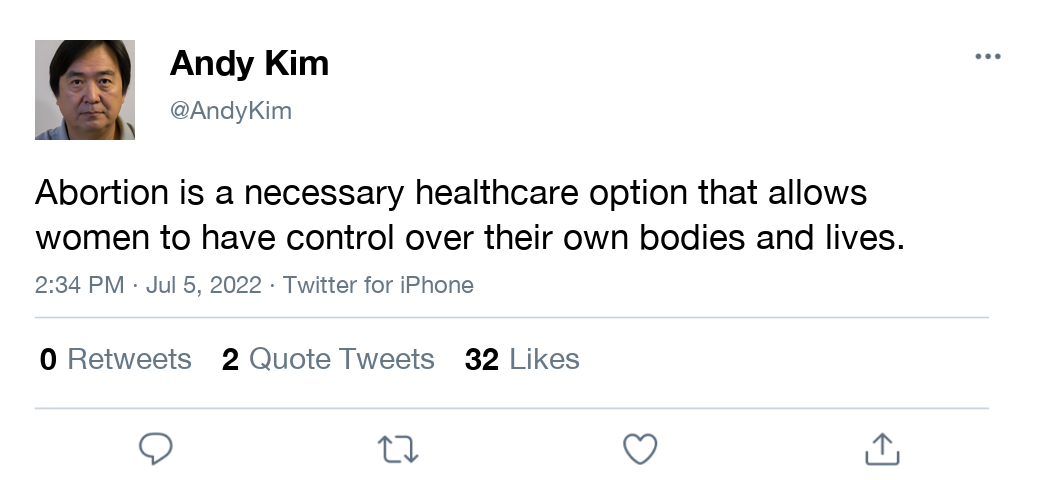 Andy Kim
@AndyKim
Abortion is a necessary healthcare option that allows
women to have control over their own bodies and lives.
2:34 PM · Jul 5, 2022 · Twitter for iPhone
0 Retweets 2 Quote Tweets 32 Likes